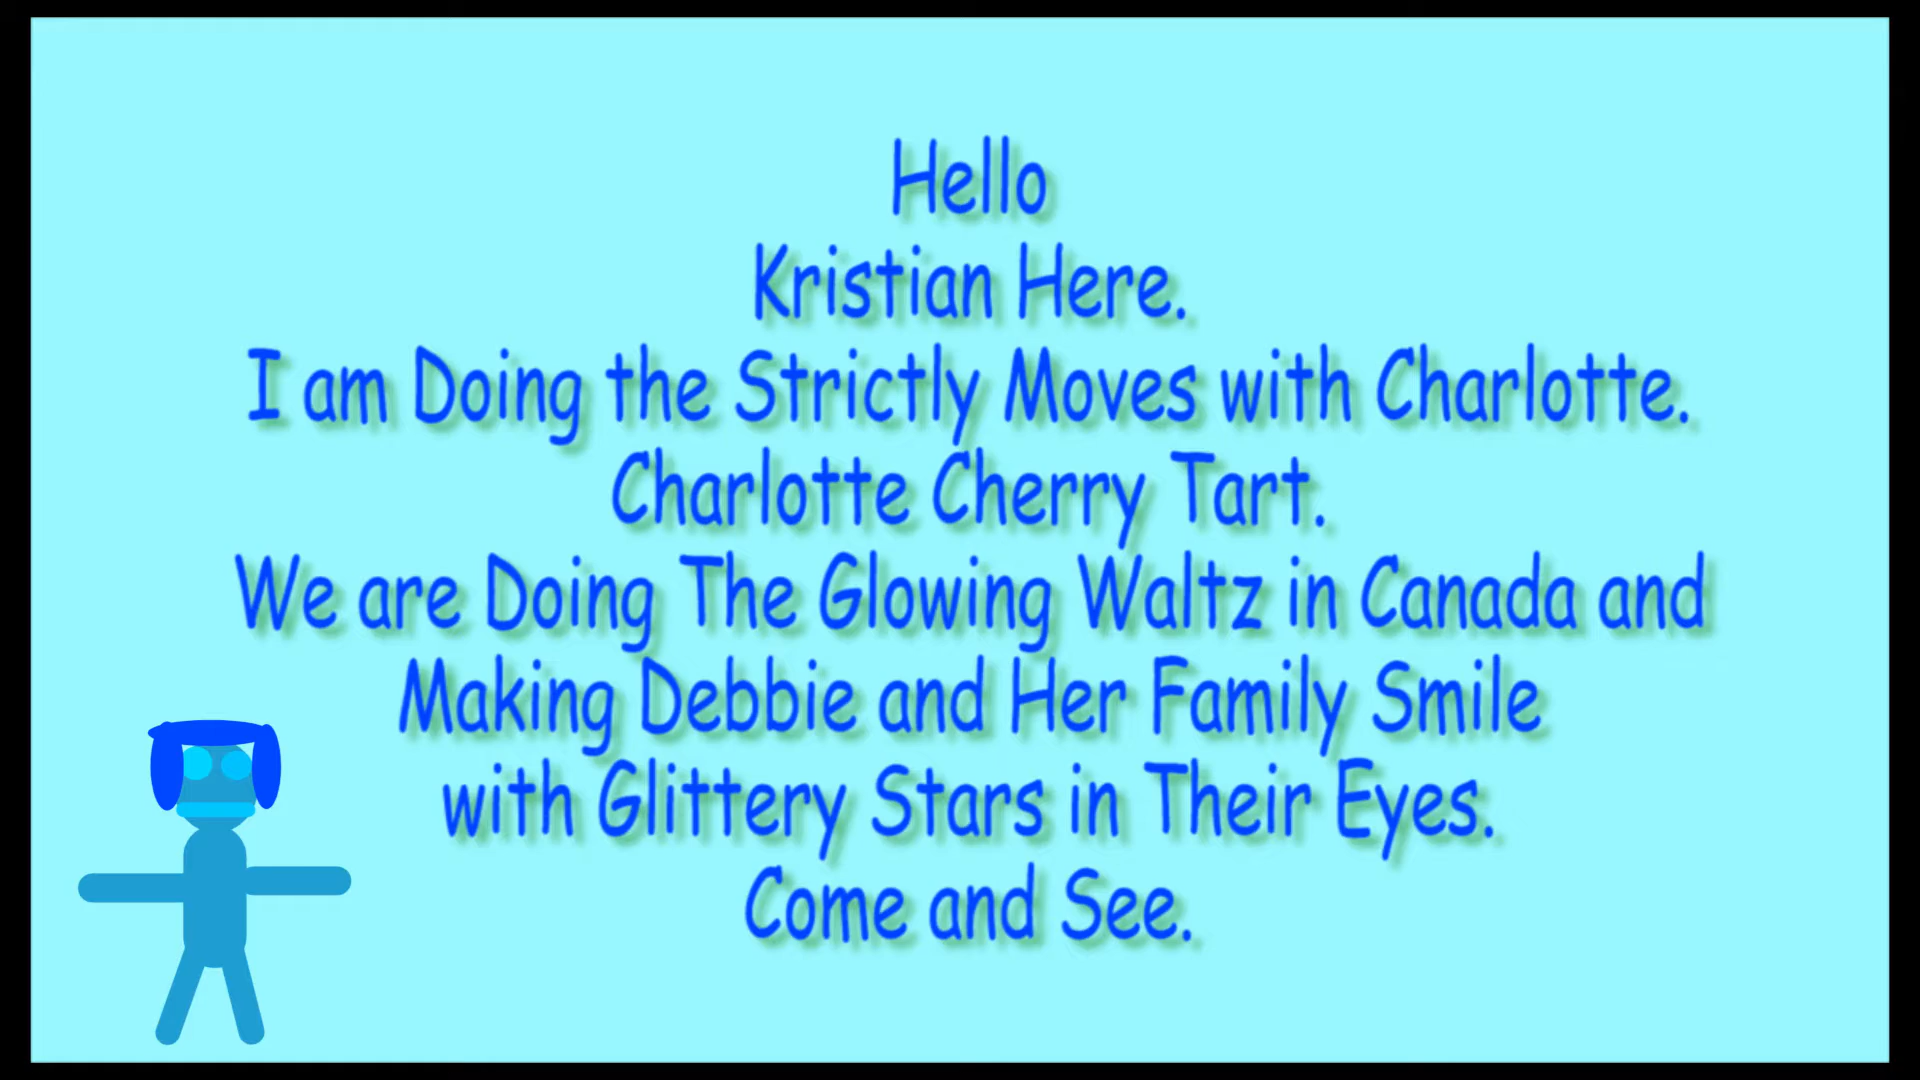 Hello
Kristian Here.
I am Doing the Strictly Moves with Charlotte.
Charlotte Cherry Tart.
We are Doing The Glowing Waltz in Canada and
Making Debbie and Her Family Smile
with Glittery Stars in Their Eyes.
Come and See.